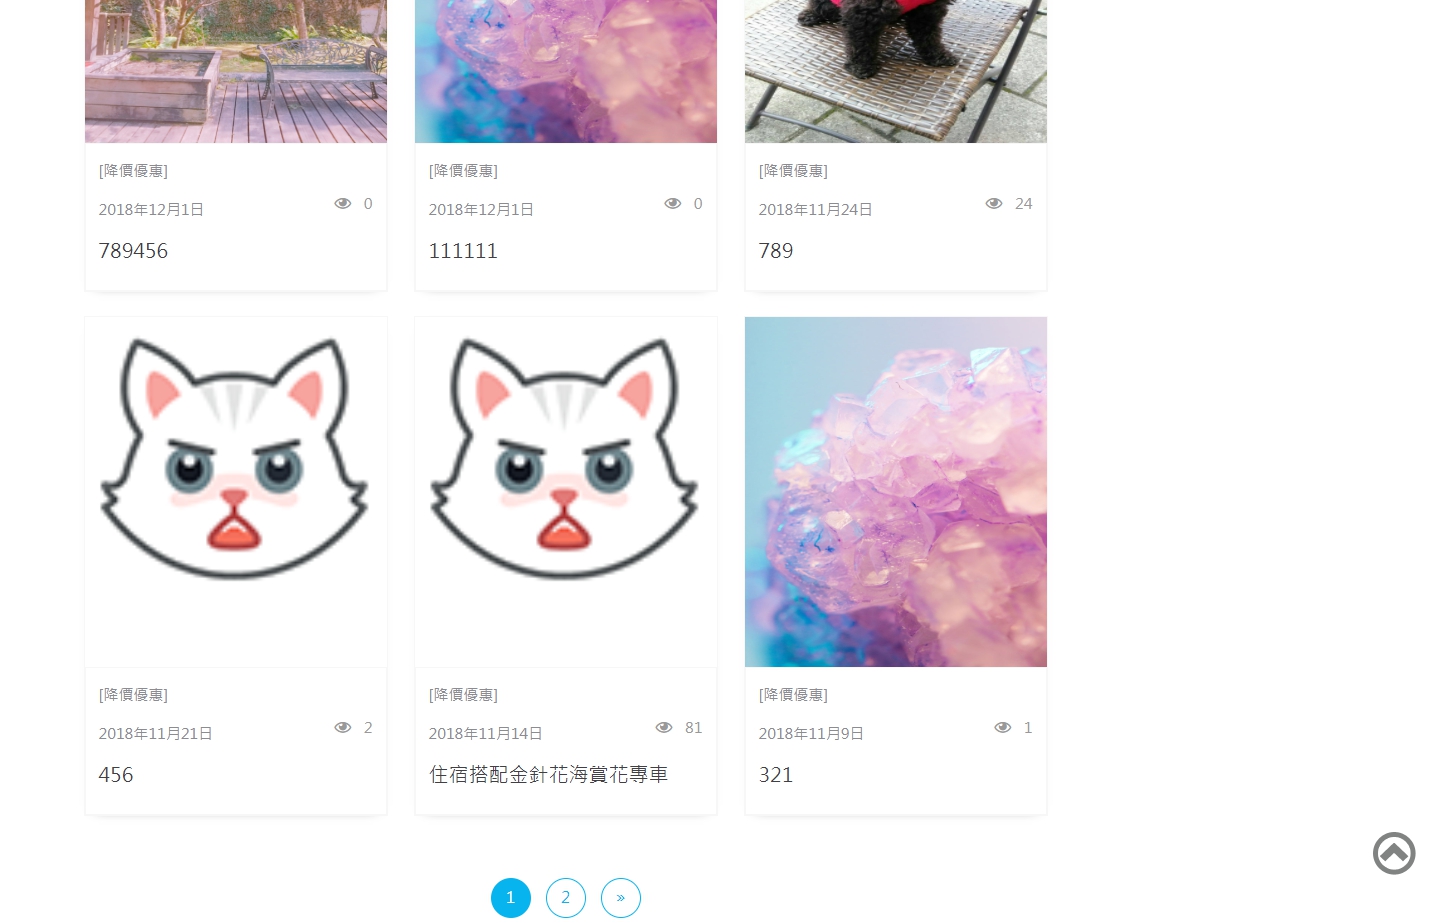 [降價優惠]
2018年12月1日
0
789456
[降價優惠]
2018年12月1日
0
111111
[降價優惠]
2018年11月24日
24
789
[降價優惠]
2018年11月21日
2
456
[降價優惠]
2018年11月14日
81
住宿搭配金針花海賞花專車
[降價優惠]
2018年11月9日
1
321
1 2 »